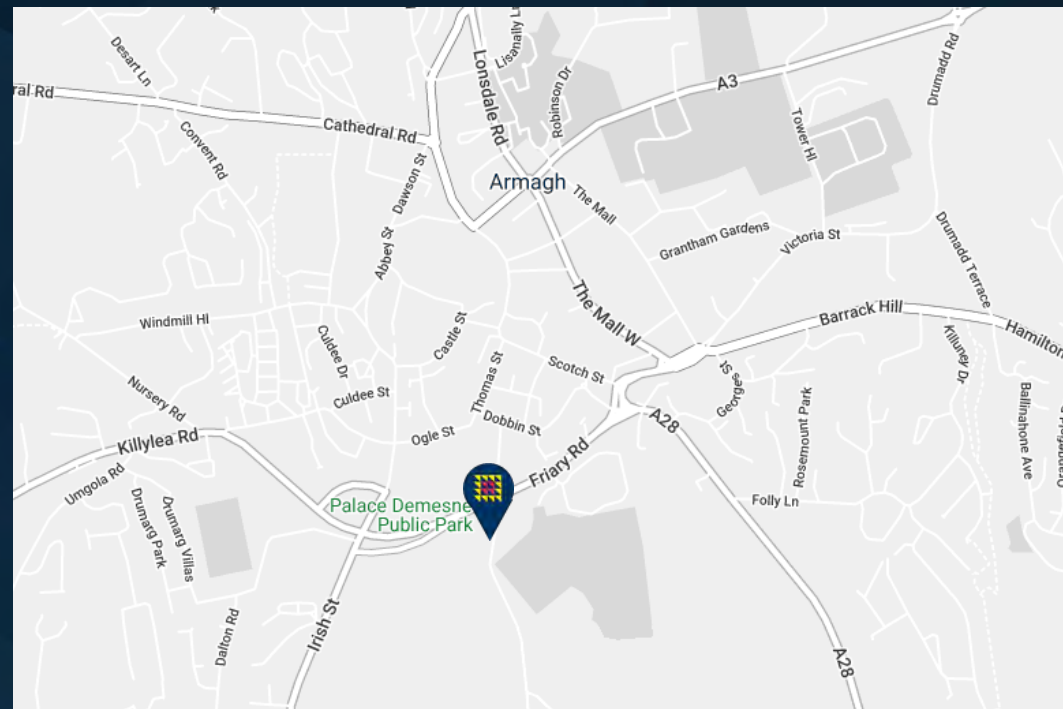 Desart Ln
ral Rd
Convent Rd
Cathedral Rd
Lonsdale Rd
Lisanally Ln
Robinson Dr
A3
Drumadd Rd
Tower Hl
Armagh
Dawson St
The Mall
Abbey St
Grantham Gardens
Victoria St
Drumadd Terrace
Windmill Hl
Culdee Dr
Castle St
The Mall W
Barrack Hill
Hamilton
Killuney Dr
Nursery Rd
Culdee St
Thomas St
Scotch St
George St
Rosemount Park
Ballinahone Ave
Killylea Rd
Ogle St
Dobbin St
A28
Umgola Rd
Drumarg Park
Drumarg Villas
Friary Rd
Palace Demesne
Public Park
Folly Ln
Dalton Rd
Irish St
A28